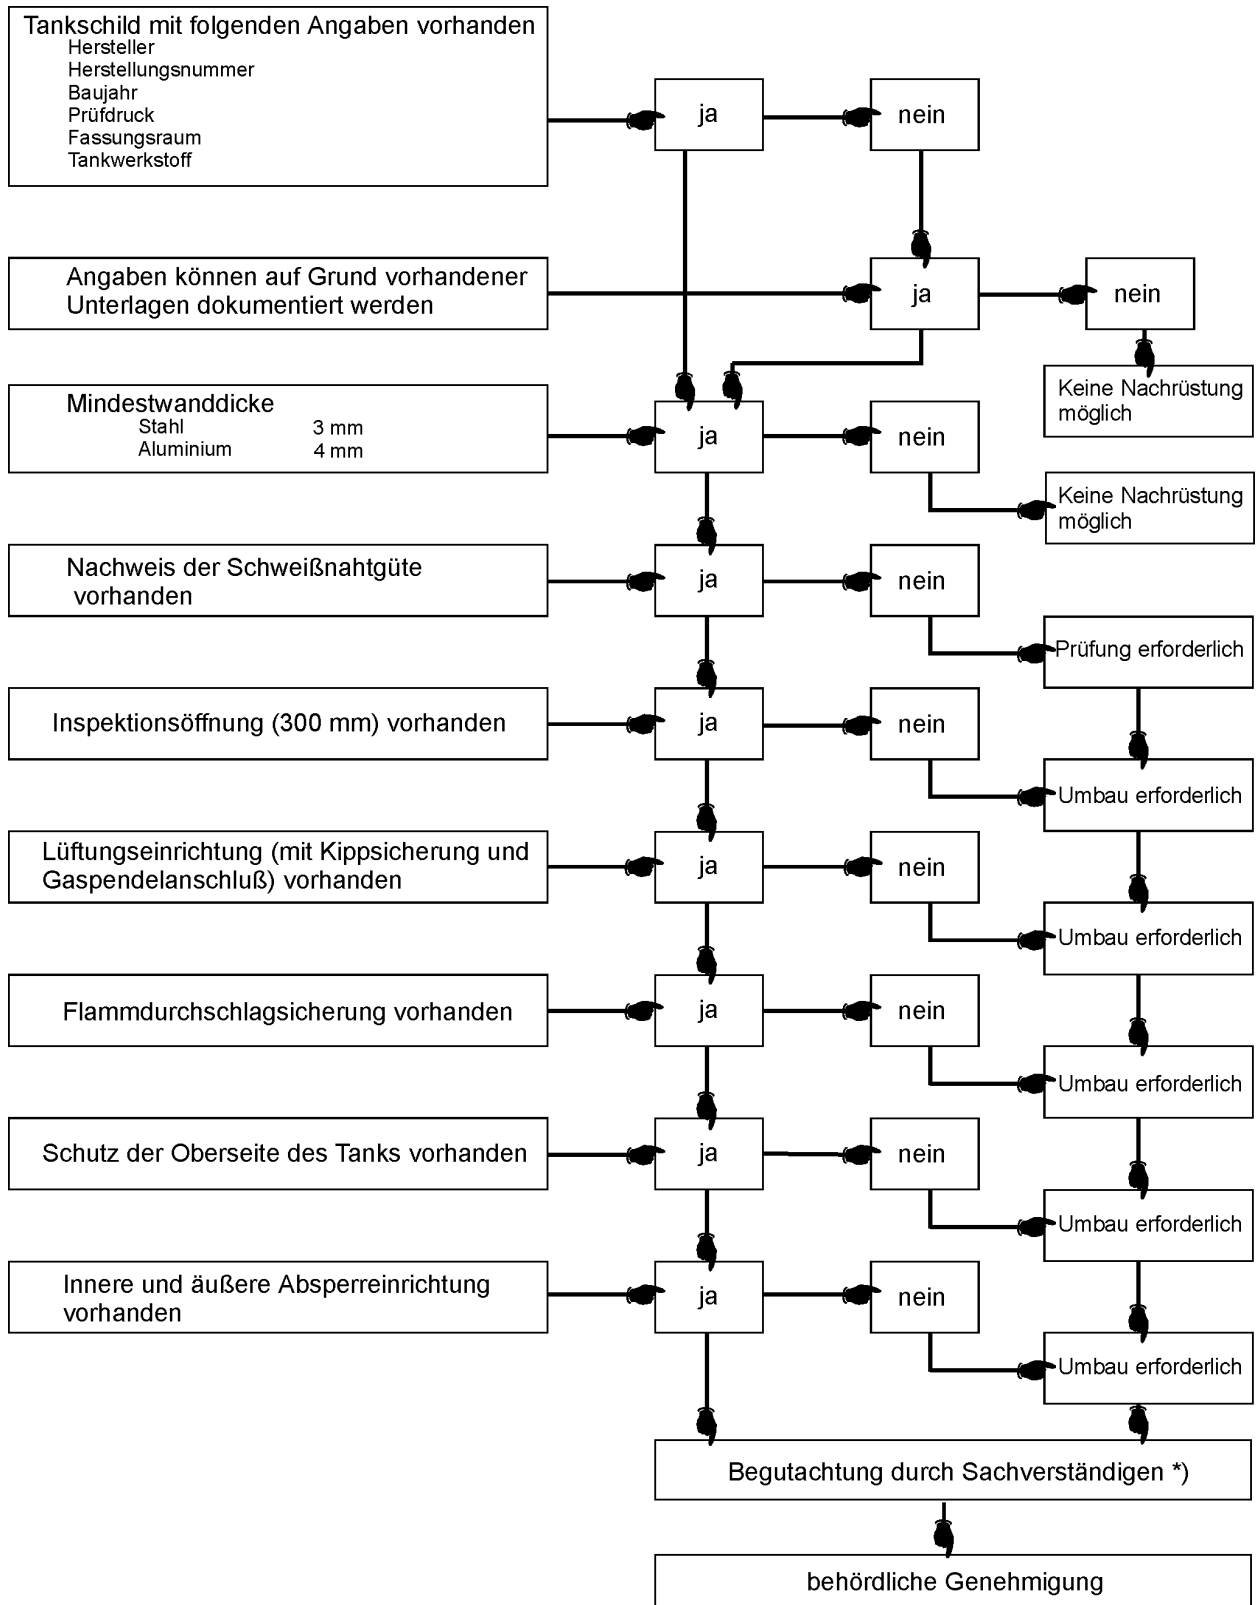 Tankschild mit folgenden Angaben vorhanden
Hersteller
Herstellungsnummer
Baujahr
Prüfdruck
Fassungsraum
Tankwerkstoff
ja
nein
Angaben können auf Grund vorhandener
Unterlagen dokumentiert werden
ja
nein
Keine Nachrüstung
möglich
Mindestwanddicke
Stahl 3 mm
Aluminium 4 mm
ja
nein
Keine Nachrüstung
möglich
Nachweis der Schweißnahtgüte
vorhanden
ja
nein
Prüfung erforderlich
Inspektionsöffnung (300 mm) vorhanden
ja
nein
Umbau erforderlich
Lüftungseinrichtung (mit Kippsicherung und
Gaspendelanschluß) vorhanden
ja
nein
Umbau erforderlich
Flammdurchschlagsicherung vorhanden
ja
nein
Umbau erforderlich
Schutz der Oberseite des Tanks vorhanden
ja
nein
Umbau erforderlich
Innere und äußere Absperreinrichtung
vorhanden
ja
nein
Umbau erforderlich
Begutachtung durch Sachverständigen *)
behördliche Genehmigung